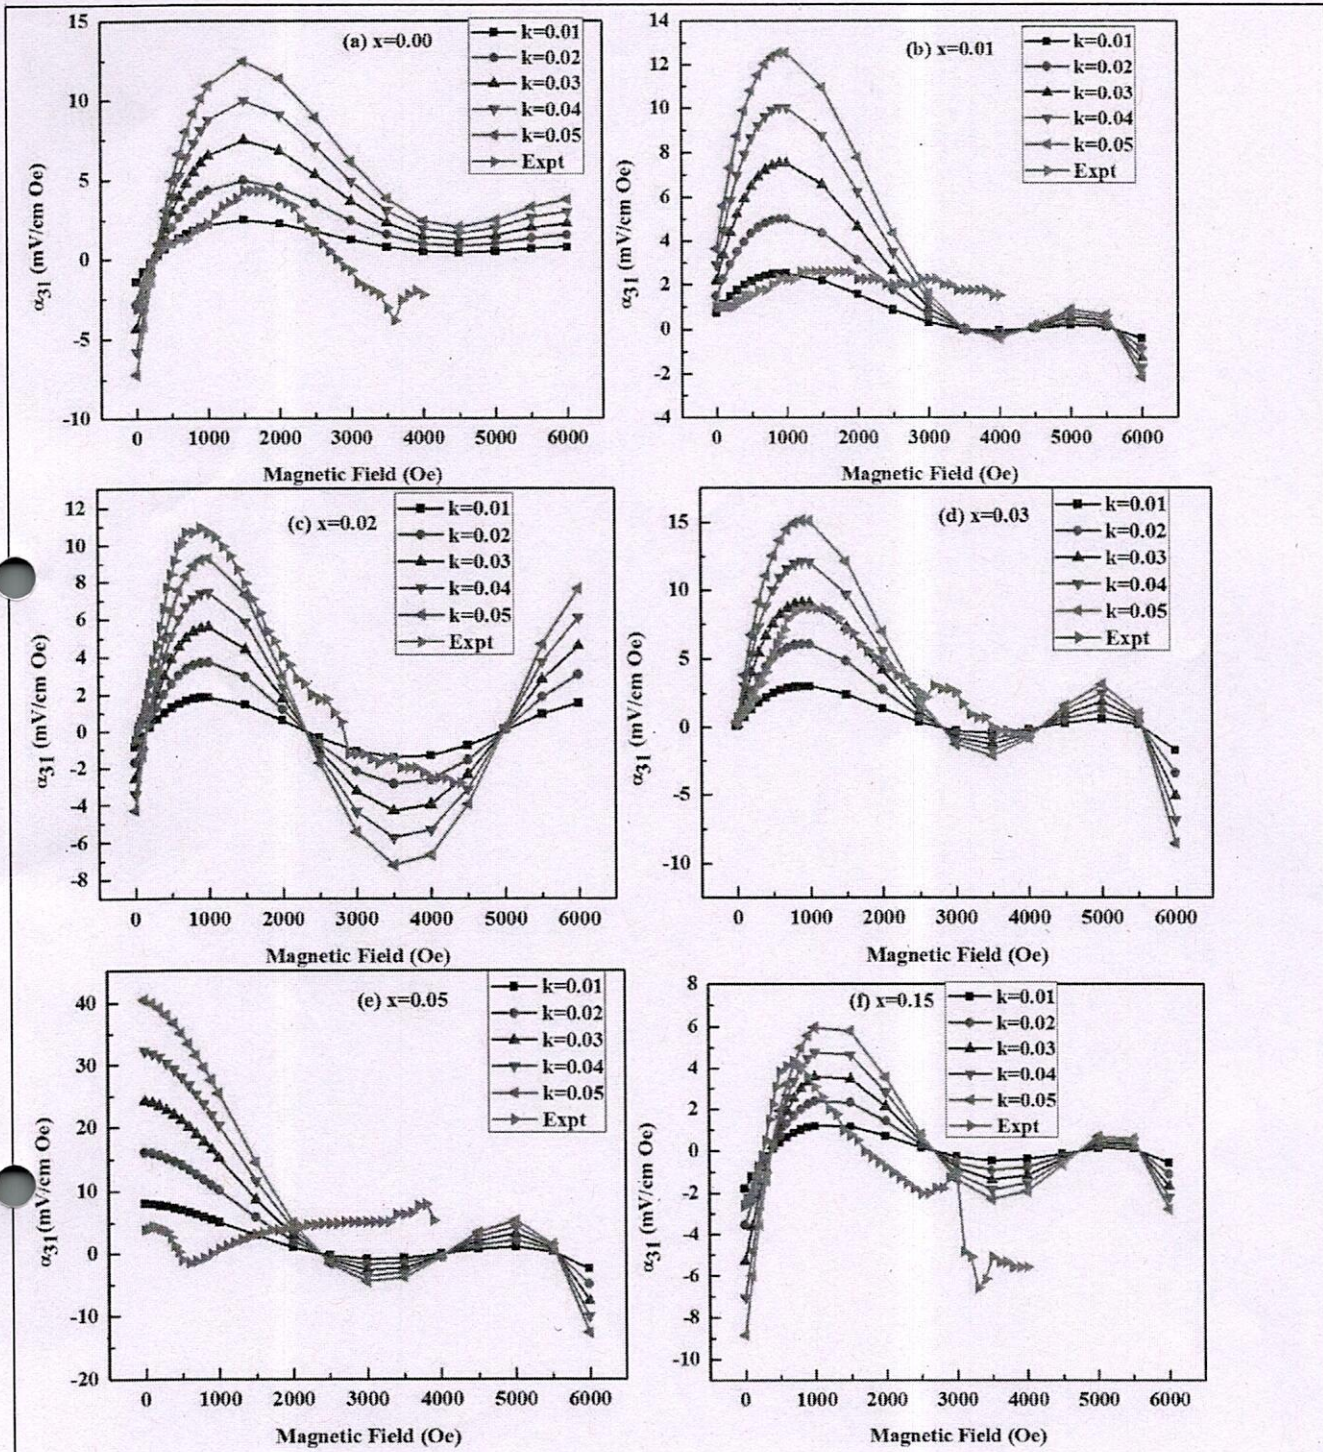 (a) x=0.00
k=0.01
k=0.02
k=0.03
k=0.04
k=0.05
Expt
15
10
5
0
-5
-10
α31 (mV/cm Oe)
0 1000 2000 3000 4000 5000 6000
Magnetic Field (Oe)
(b) x=0.01
k=0.01
k=0.02
k=0.03
k=0.04
k=0.05
Expt
14
12
10
8
6
4
2
0
-2
-4
α31 (mV/cm Oe)
0 1000 2000 3000 4000 5000 6000
Magnetic Field (Oe)
(c) x=0.02
k=0.01
k=0.02
k=0.03
k=0.04
k=0.05
Expt
12
10
8
6
4
2
0
-2
-4
-6
-8
α31 (mV/cm Oe)
0 1000 2000 3000 4000 5000 6000
Magnetic Field (Oe)
(d) x=0.03
k=0.01
k=0.02
k=0.03
k=0.04
k=0.05
Expt
15
10
5
0
-5
-10
α31 (mV/cm Oe)
0 1000 2000 3000 4000 5000 6000
Magnetic Field (Oe)
(e) x=0.05
k=0.01
k=0.02
k=0.03
k=0.04
k=0.05
Expt
40
30
20
10
0
-10
-20
α31 (mV/cm Oe)
0 1000 2000 3000 4000 5000 6000
Magnetic Field (Oe)
(f) x=0.15
k=0.01
k=0.02
k=0.03
k=0.04
k=0.05
Expt
8
6
4
2
0
-2
-4
-6
-8
-10
α31 (mV/cm Oe)
0 1000 2000 3000 4000 5000 6000
Magnetic Field (Oe)